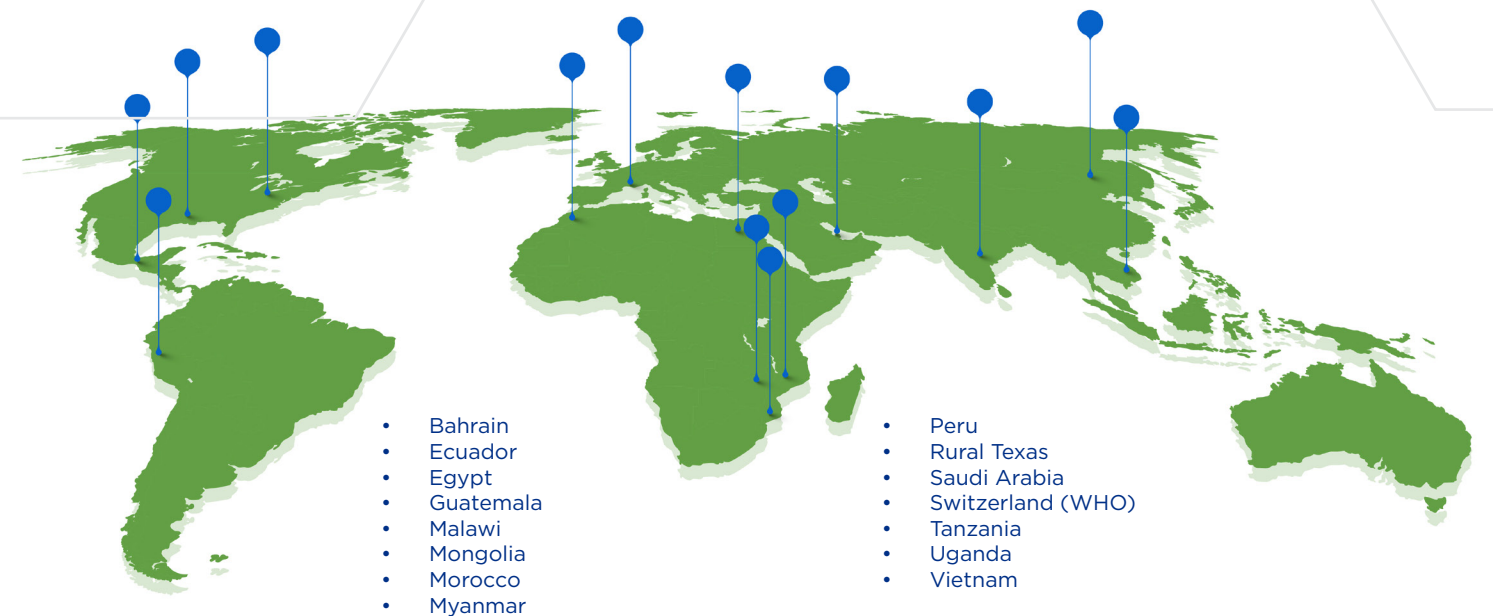 • Bahrain
• Ecuador
• Egypt
• Guatemala
• Malawi
• Mongolia
• Morocco
• Myanmar
• Peru
• Rural Texas
• Saudi Arabia
• Switzerland (WHO)
• Tanzania
• Uganda
• Vietnam